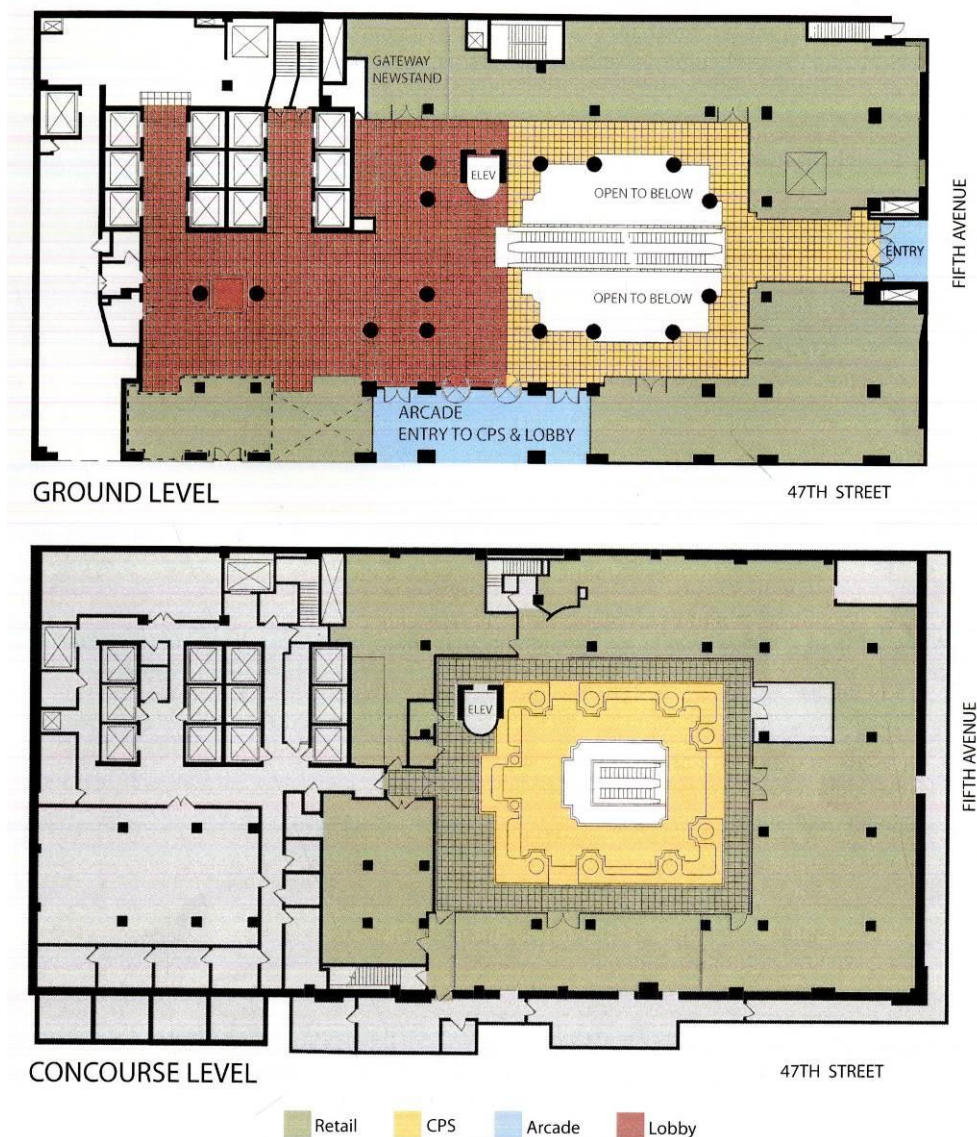 GATEWAY
NEWSTAND
ELEV
OPEN TO BELOW
ENTRY
FIFTH AVENUE
OPEN TO BELOW
ARCADE
ENTRY TO CPS & LOBBY
GROUND LEVEL
47TH STREET
ELEV
FIFTH AVENUE
CONCOURSE LEVEL
47TH STREET
Retail
CPS
Arcade
Lobby